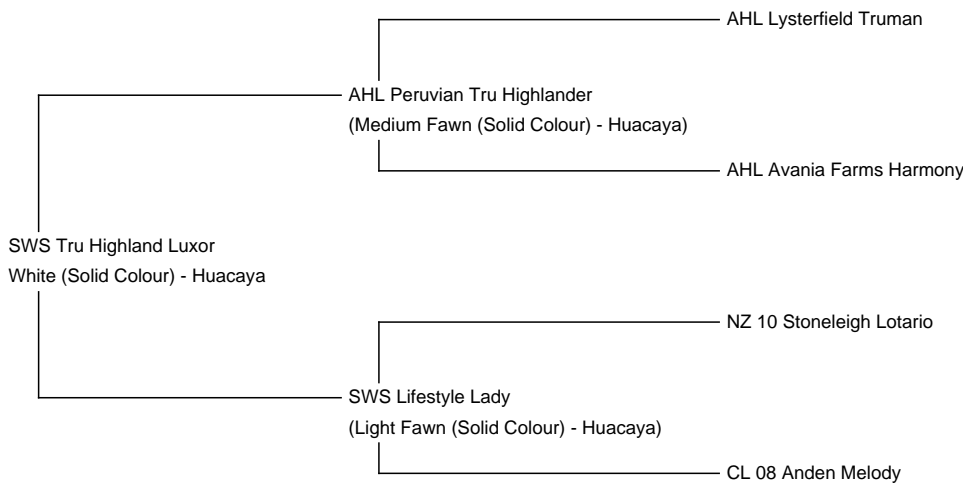 AHL Lysterfield Truman
AHL Peruvian Tru Highlander
(Medium Fawn (Solid Colour) - Huacaya)
AHL Avania Farms Harmony
SWS Tru Highland Luxor
White (Solid Colour) - Huacaya
NZ 10 Stoneleigh Lotario
SWS Lifestyle Lady
(Light Fawn (Solid Colour) - Huacaya)
CL 08 Anden Melody